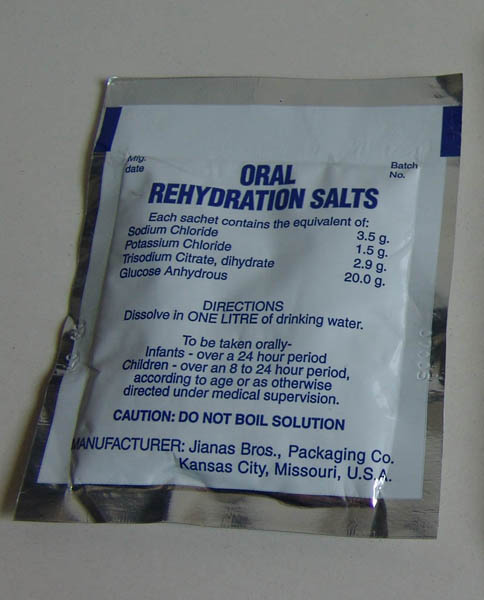 Mfg. date
Batch No.
ORAL
REHYDRATION SALTS
Each sachet contains the equivalent of:
Sodium Chloride 3.5 g.
Potassium Chloride 1.5 g.
Trisodium Citrate, dihydrate 2.9 g.
Glucose Anhydrous 20.0 g.
DIRECTIONS
Dissolve in ONE LITRE of drinking water.
To be taken orally-
Infants - over a 24 hour period
Children - over an 8 to 24 hour period,
according to age or as otherwise
directed under medical supervision.
CAUTION: DO NOT BOIL SOLUTION
MANUFACTURER: Jianas Bros., Packaging Co.
Kansas City, Missouri, U.S.A.